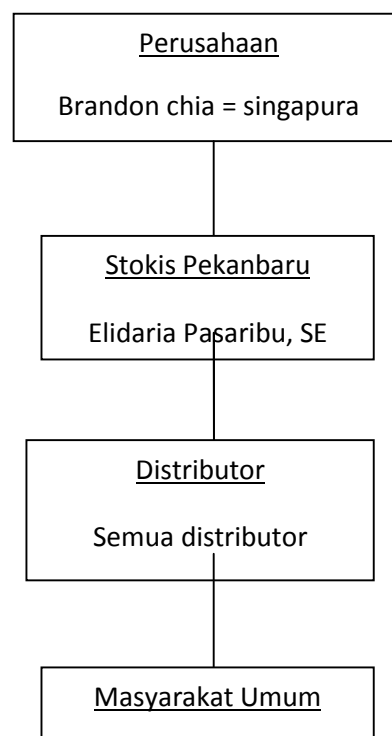 Perusahaan
Brandon chia = singapura
Stokis Pekanbaru
Elidaria Pasaribu, SE
Distributor
Semua distributor
Masyarakat Umum